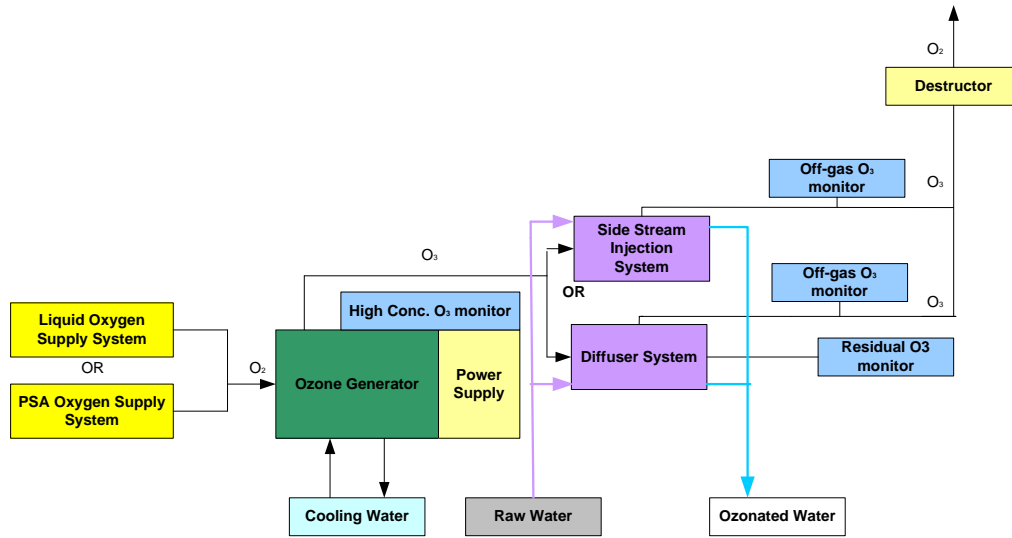 O₂
Destructor
Off-gas O₃
monitor
O₃
Side Stream
Injection
System
O₃
OR
Off-gas O₃
monitor
O₃
High Conc. O₃ monitor
Liquid Oxygen
Supply System
OR
PSA Oxygen Supply
System
O₂
Ozone Generator
Power
Supply
Diffuser System
Residual O3
monitor
Cooling Water
Raw Water
Ozonated Water